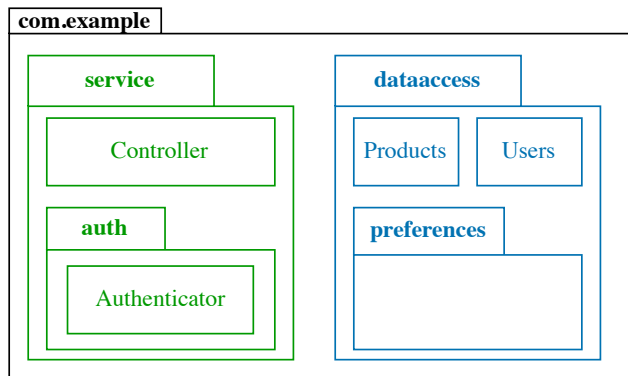 com.example
service
Controller
auth
Authenticator
dataaccess
Products
Users
preferences